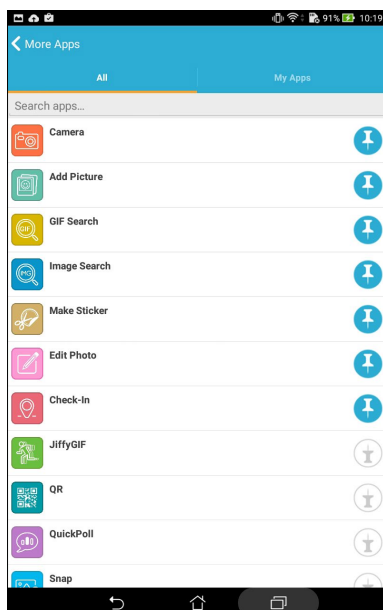 91% 10:19
More Apps
All My Apps
Search apps...
Camera
Add Picture
GIF Search
Image Search
Make Sticker
Edit Photo
Check-In
JiffyGIF
QR
QuickPoll
Snap